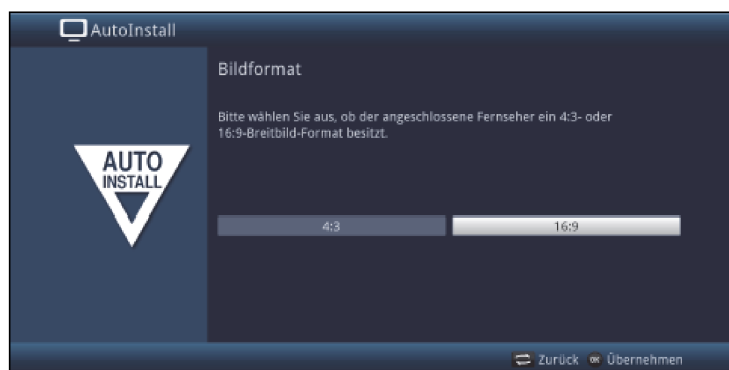 AutoInstall
Bildformat
Bitte wählen Sie aus, ob der angeschlossene Fernseher ein 4:3- oder
16:9-Breitbild-Format besitzt.
AUTO
INSTALL
4:3
16:9
Zurück OK Übernehmen